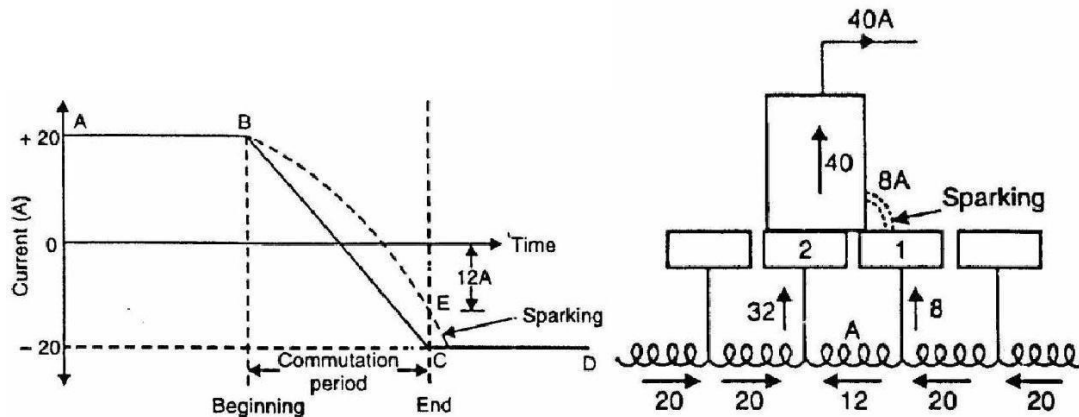 A
B
+ 20
Current (A)
0
Time
12A
E
Sparking
- 20
Commutation
period
C
D
Beginning
End
40A
40
8A
Sparking
2
1
32
8
A
20
20
12
20
20